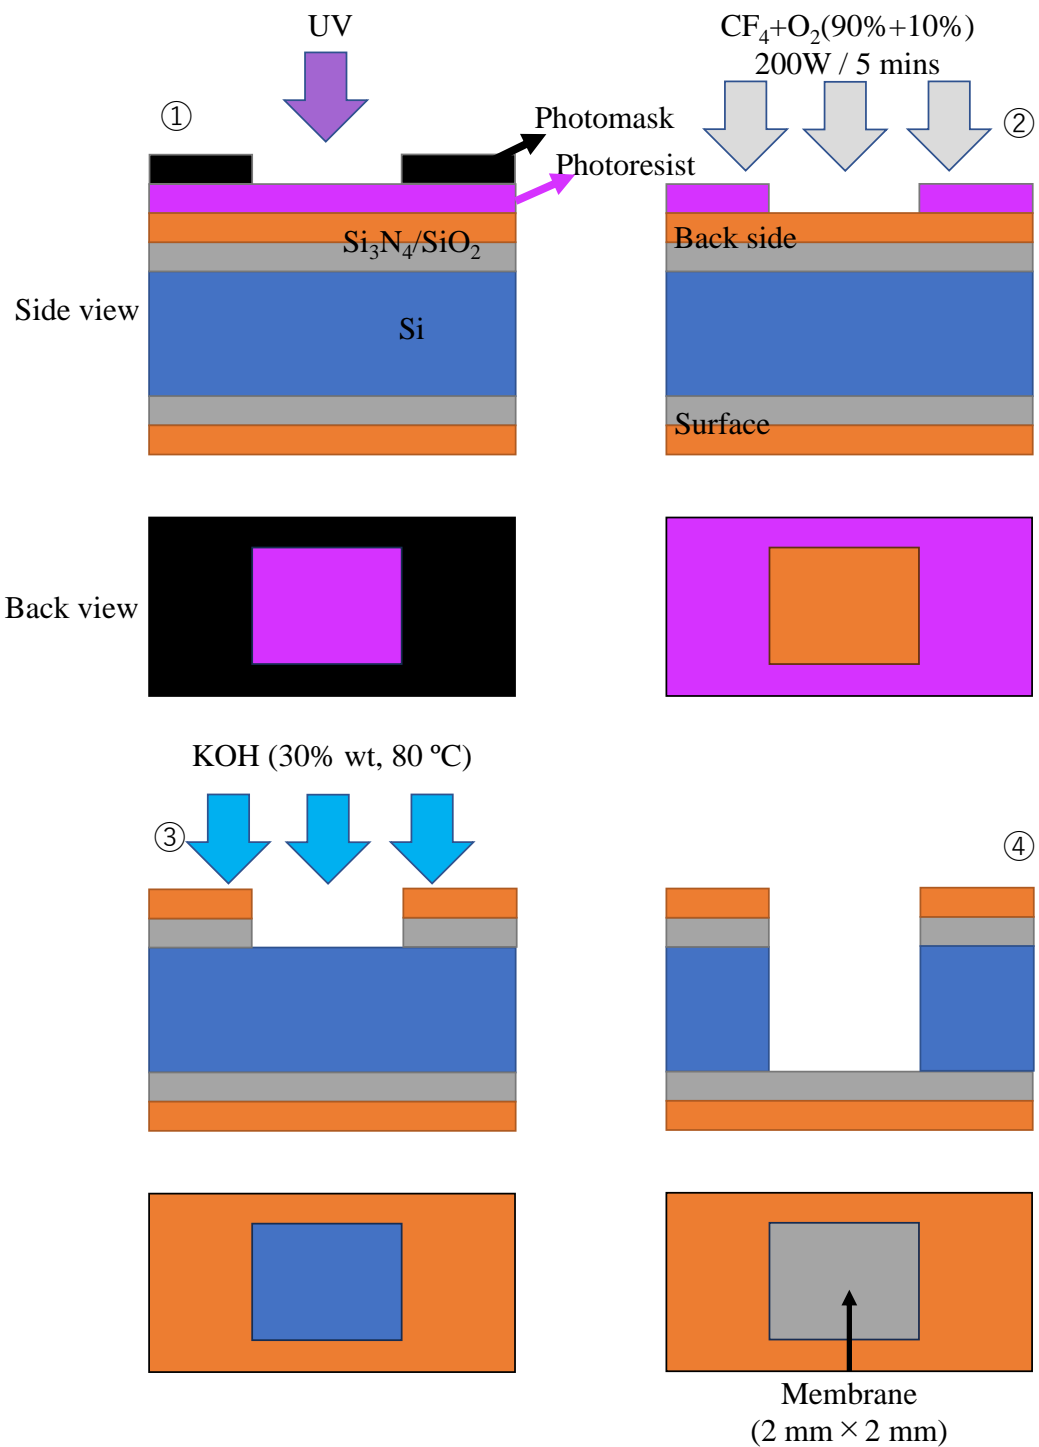 UV
CF₄+O₂(90%+10%)
200W / 5 mins
①
②
Photomask
Photoresist
Si₃N₄/SiO₂
Back side
Side view
Si
Surface
Back view
KOH (30% wt, 80 ºC)
③
④
Membrane
(2 mm × 2 mm)